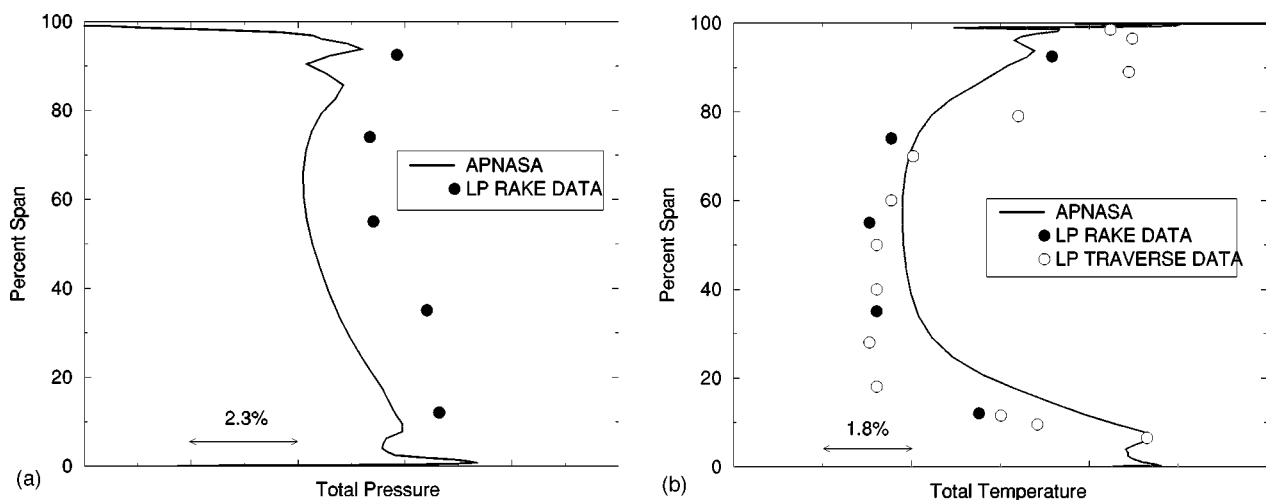 100
80
60
40
20
0
Percent Span
APNASA
LP RAKE DATA
2.3%
(a)
Total Pressure
100
80
60
40
20
0
Percent Span
APNASA
LP RAKE DATA
LP TRAVERSE DATA
1.8%
(b)
Total Temperature